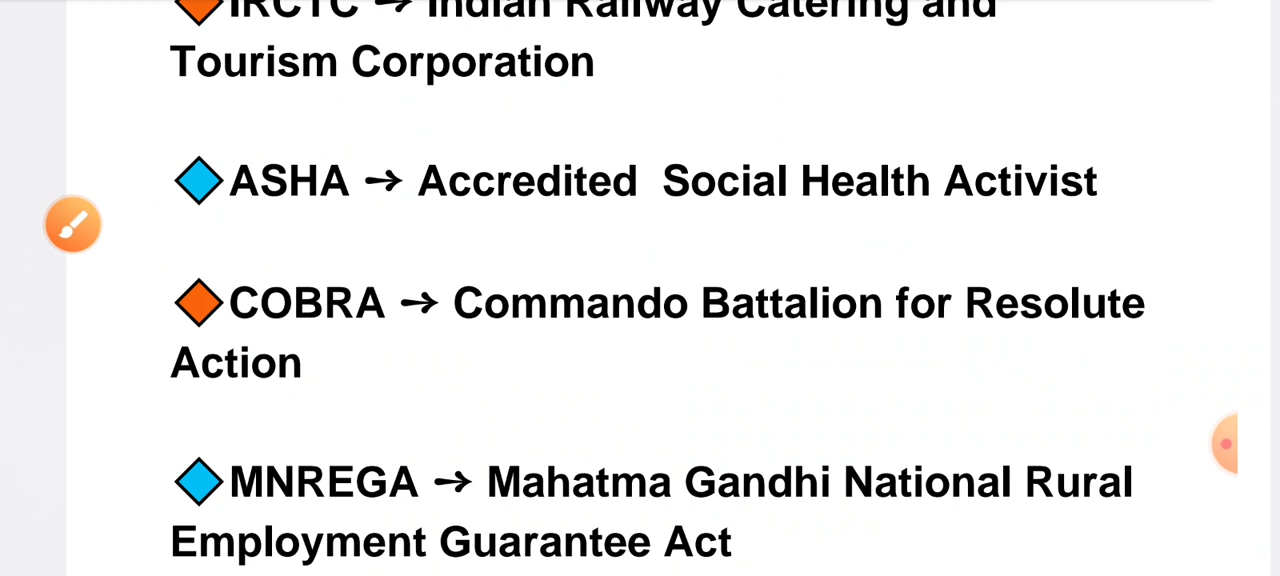 IRCTC → Indian Railway Catering and
Tourism Corporation
ASHA → Accredited  Social Health Activist
COBRA → Commando Battalion for Resolute
Action
MNREGA → Mahatma Gandhi National Rural
Employment Guarantee Act